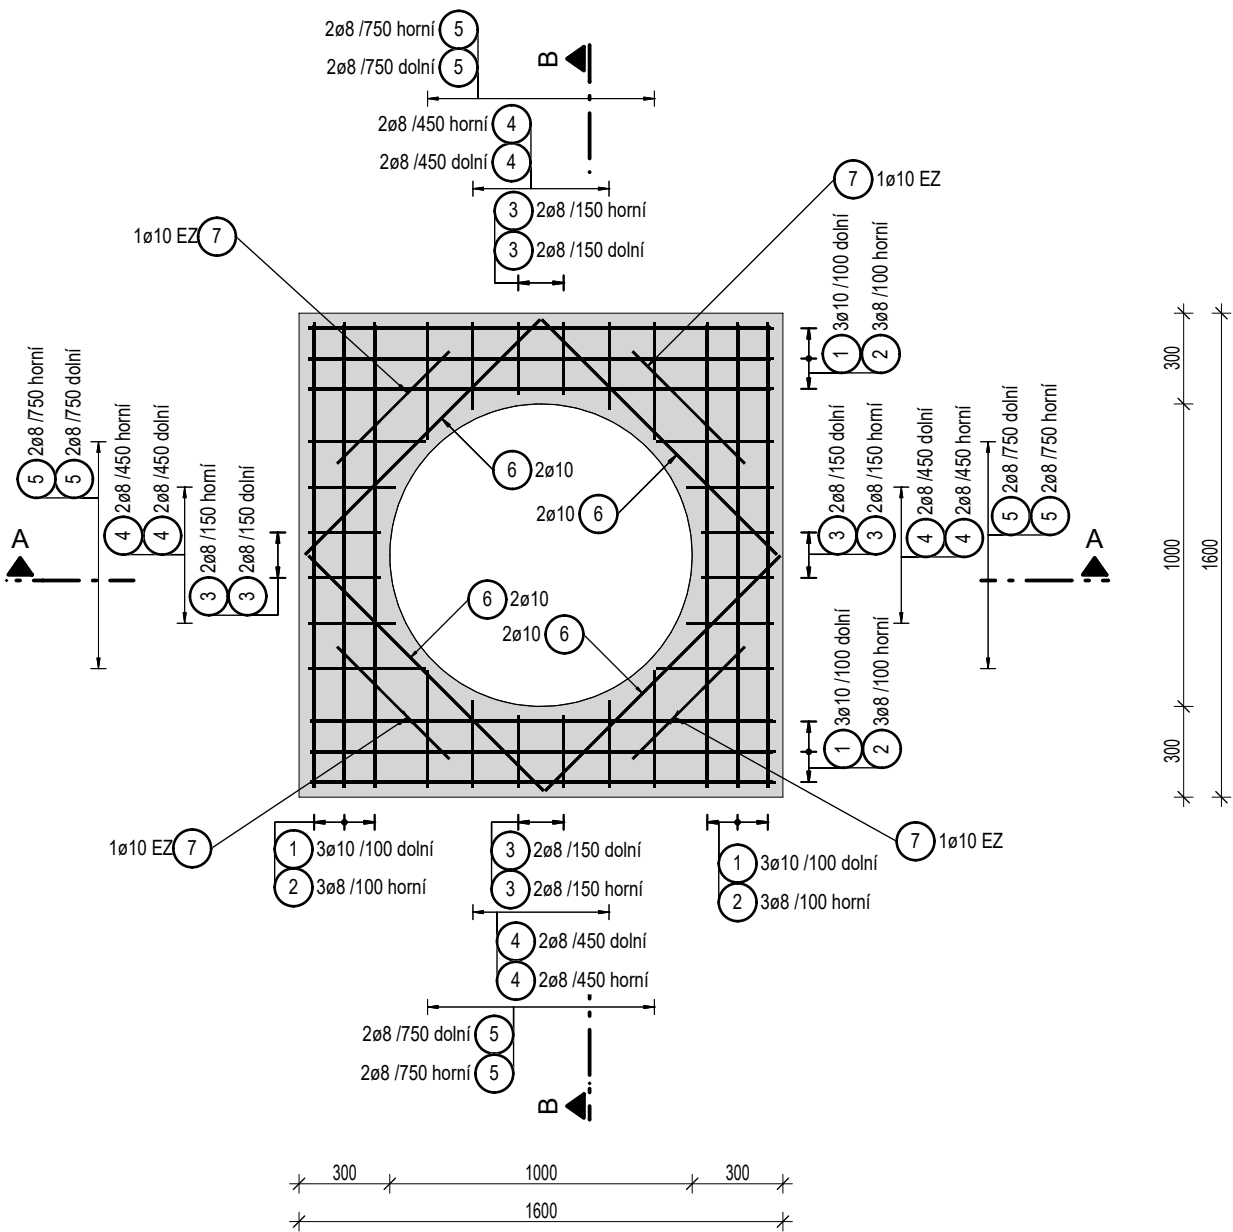 2ø8 /750 horní 5
2ø8 /750 dolní 5
B
2ø8 /450 horní 4
2ø8 /450 dolní 4
3 2ø8 /150 horní
3 2ø8 /150 dolní
7 1ø10 EZ
1ø10 EZ 7
1 3ø10 /100 dolní
2 3ø8 /100 horní
300
5 2ø8 /750 horní
5 2ø8 /750 dolní
4 2ø8 /450 horní
4 2ø8 /450 dolní
3 2ø8 /150 horní
3 2ø8 /150 dolní
A
6 2ø10
2ø10 6
6 2ø10
2ø10 6
3 2ø8 /150 dolní
3 2ø8 /150 horní
4 2ø8 /450 dolní
4 2ø8 /450 horní
5 2ø8 /750 dolní
5 2ø8 /750 horní
A
1000
1600
1 3ø10 /100 dolní
2 3ø8 /100 horní
300
1ø10 EZ 7
7 1ø10 EZ
1 3ø10 /100 dolní
2 3ø8 /100 horní
3 2ø8 /150 dolní
3 2ø8 /150 horní
1 3ø10 /100 dolní
2 3ø8 /100 horní
4 2ø8 /450 dolní
4 2ø8 /450 horní
2ø8 /750 dolní 5
2ø8 /750 horní 5
B
300
1000
300
1600